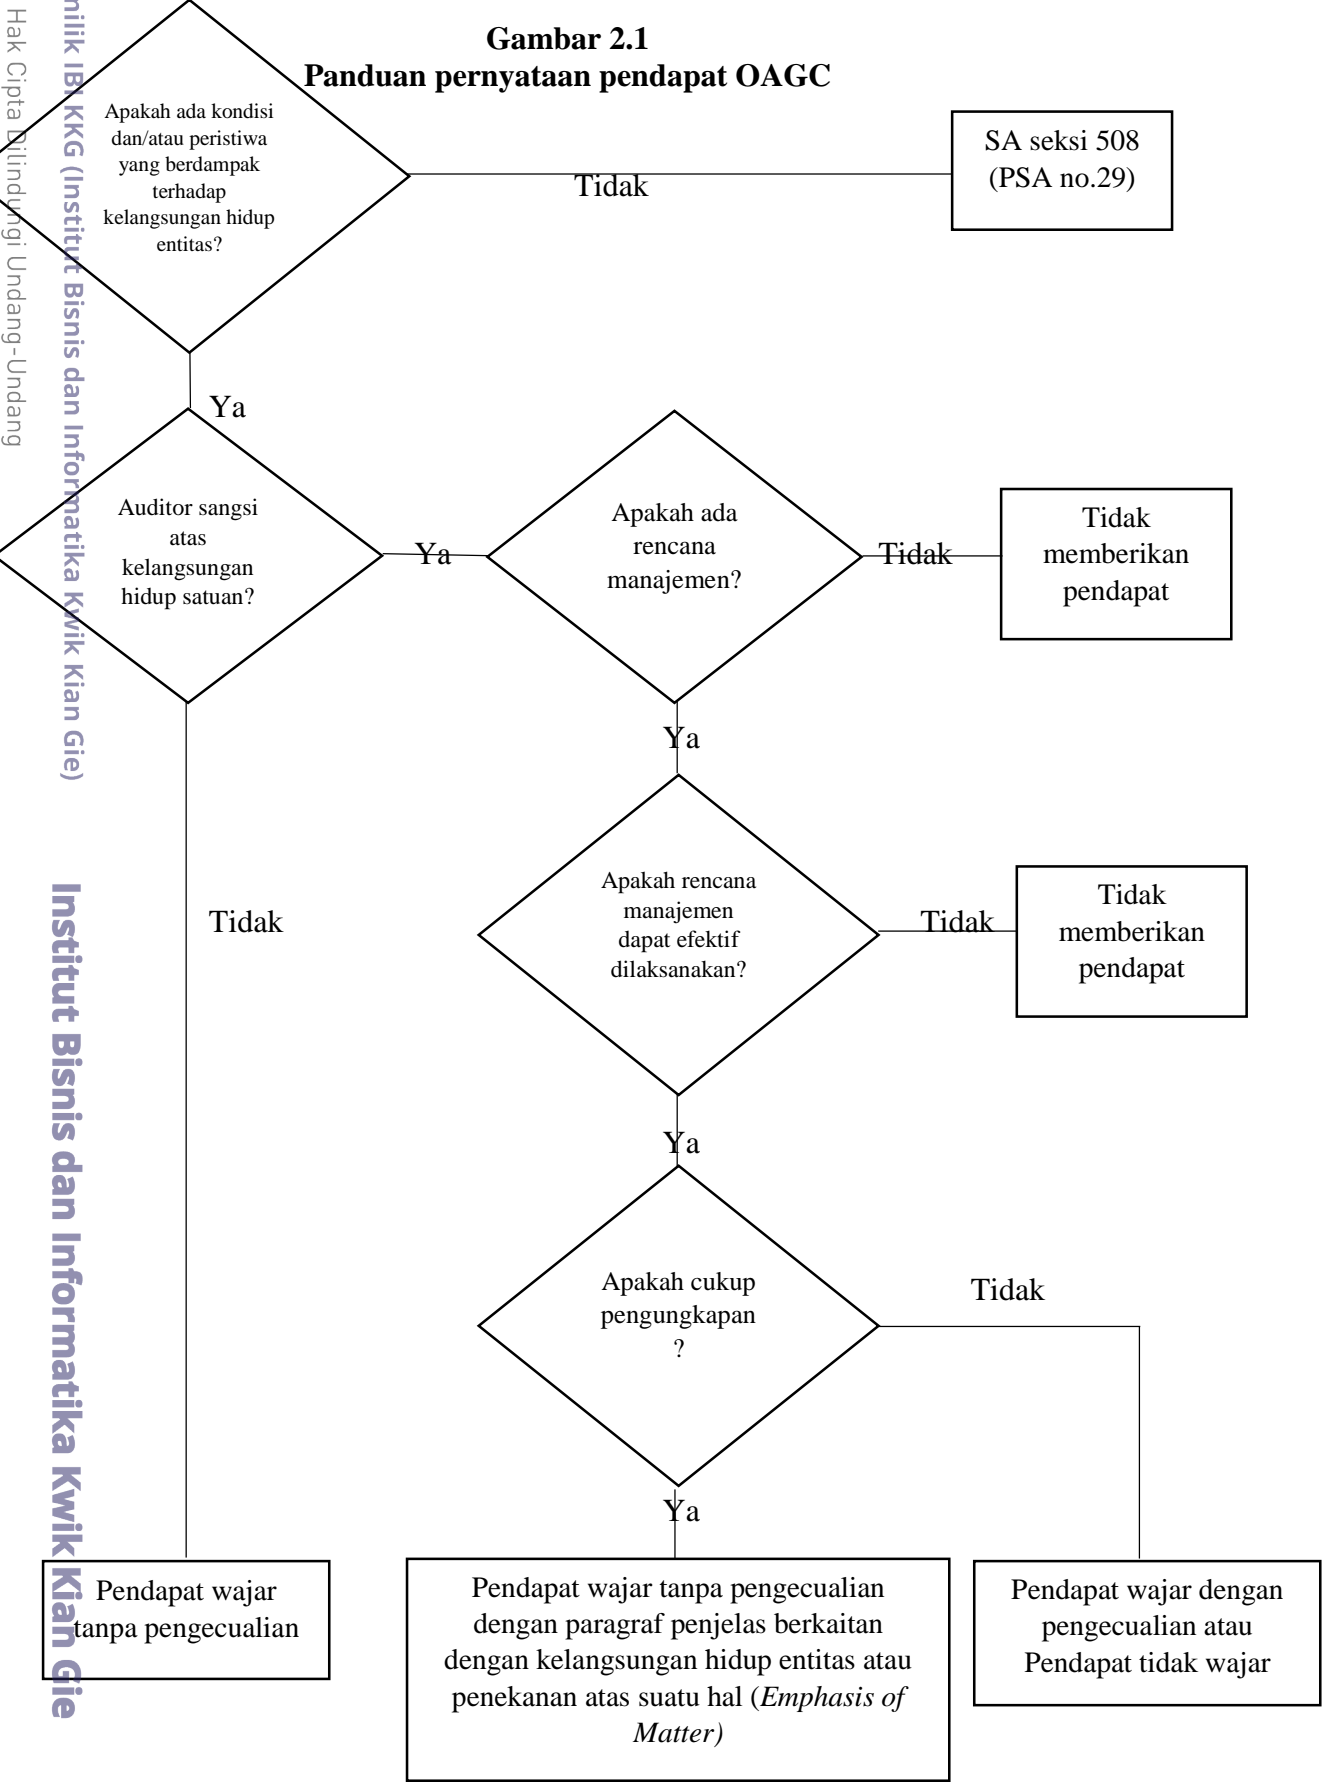 Gambar 2.1
Panduan pernyataan pendapat OAGC
Apakah ada kondisi
dan/atau peristiwa
yang berdampak
terhadap
kelangsungan hidup
entitas?
Tidak
SA seksi 508
(PSA no.29)
Ya
Auditor sangsi
atas
kelangsungan
hidup satuan?
Ya
Apakah ada
rencana
manajemen?
Tidak
Tidak
memberikan
pendapat
Ya
Tidak
Apakah rencana
manajemen
dapat efektif
dilaksanakan?
Tidak
Tidak
memberikan
pendapat
Ya
Apakah cukup
pengungkapan
?
Tidak
Ya
Pendapat wajar
tanpa pengecualian
Pendapat wajar tanpa pengecualian
dengan paragraf penjelas berkaitan
dengan kelangsungan hidup entitas atau
penekanan atas suatu hal (Emphasis of
Matter)
Pendapat wajar dengan
pengecualian atau
Pendapat tidak wajar
Hak Cipta Dilindungi Undang-Undang
IBI KKG (Institut Bisnis dan Informatika Kwik Kian Gie)
Institut Bisnis dan Informatika Kwik Kian Gie